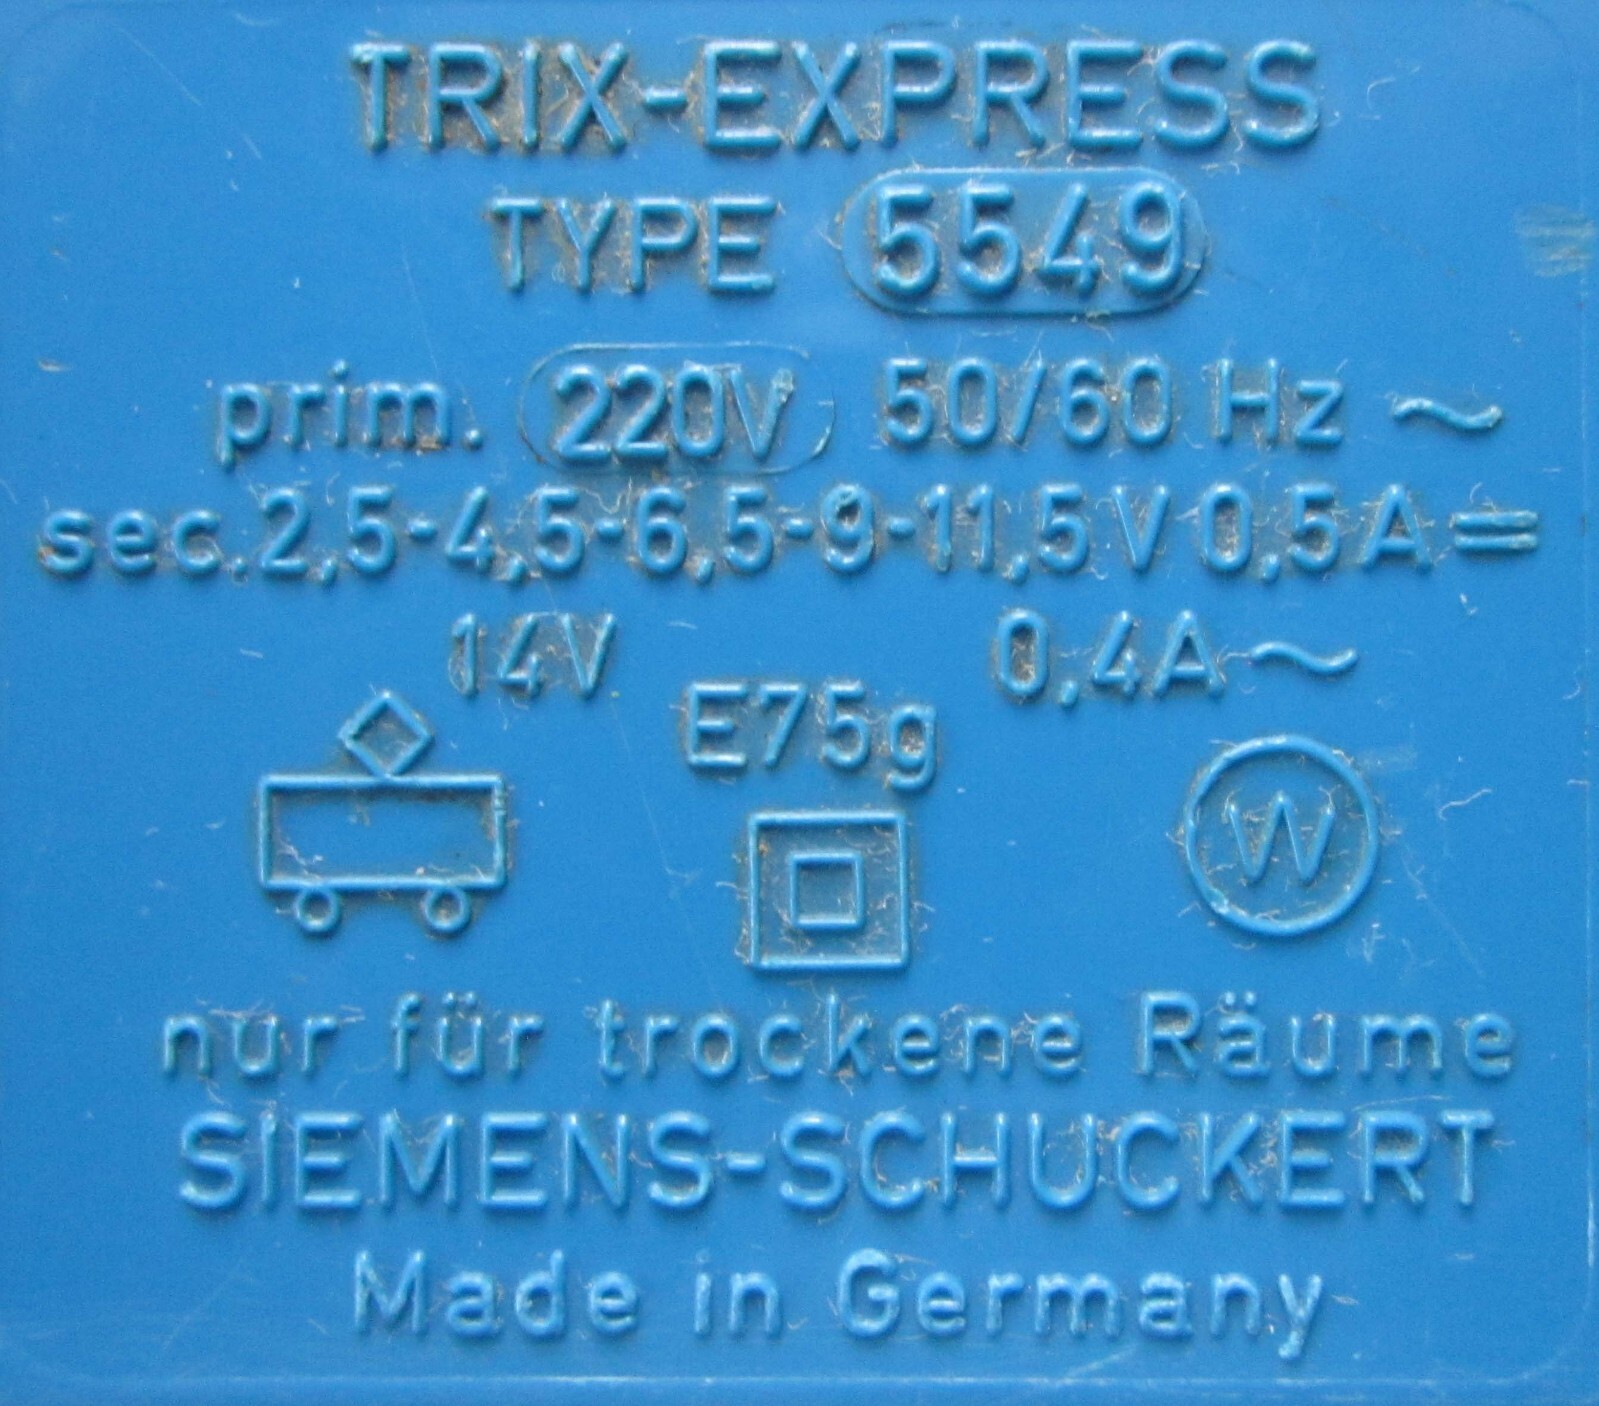 TRIX-EXPRESS
TYPE 5549
prim. 220V 50/60 Hz ~
sec. 2,5-4,5-6,5-9-11,5 V 0,5 A =
14V 0,4A ~
E75g
W
nur für trockene Räume
SIEMENS-SCHUCKERT
Made in Germany